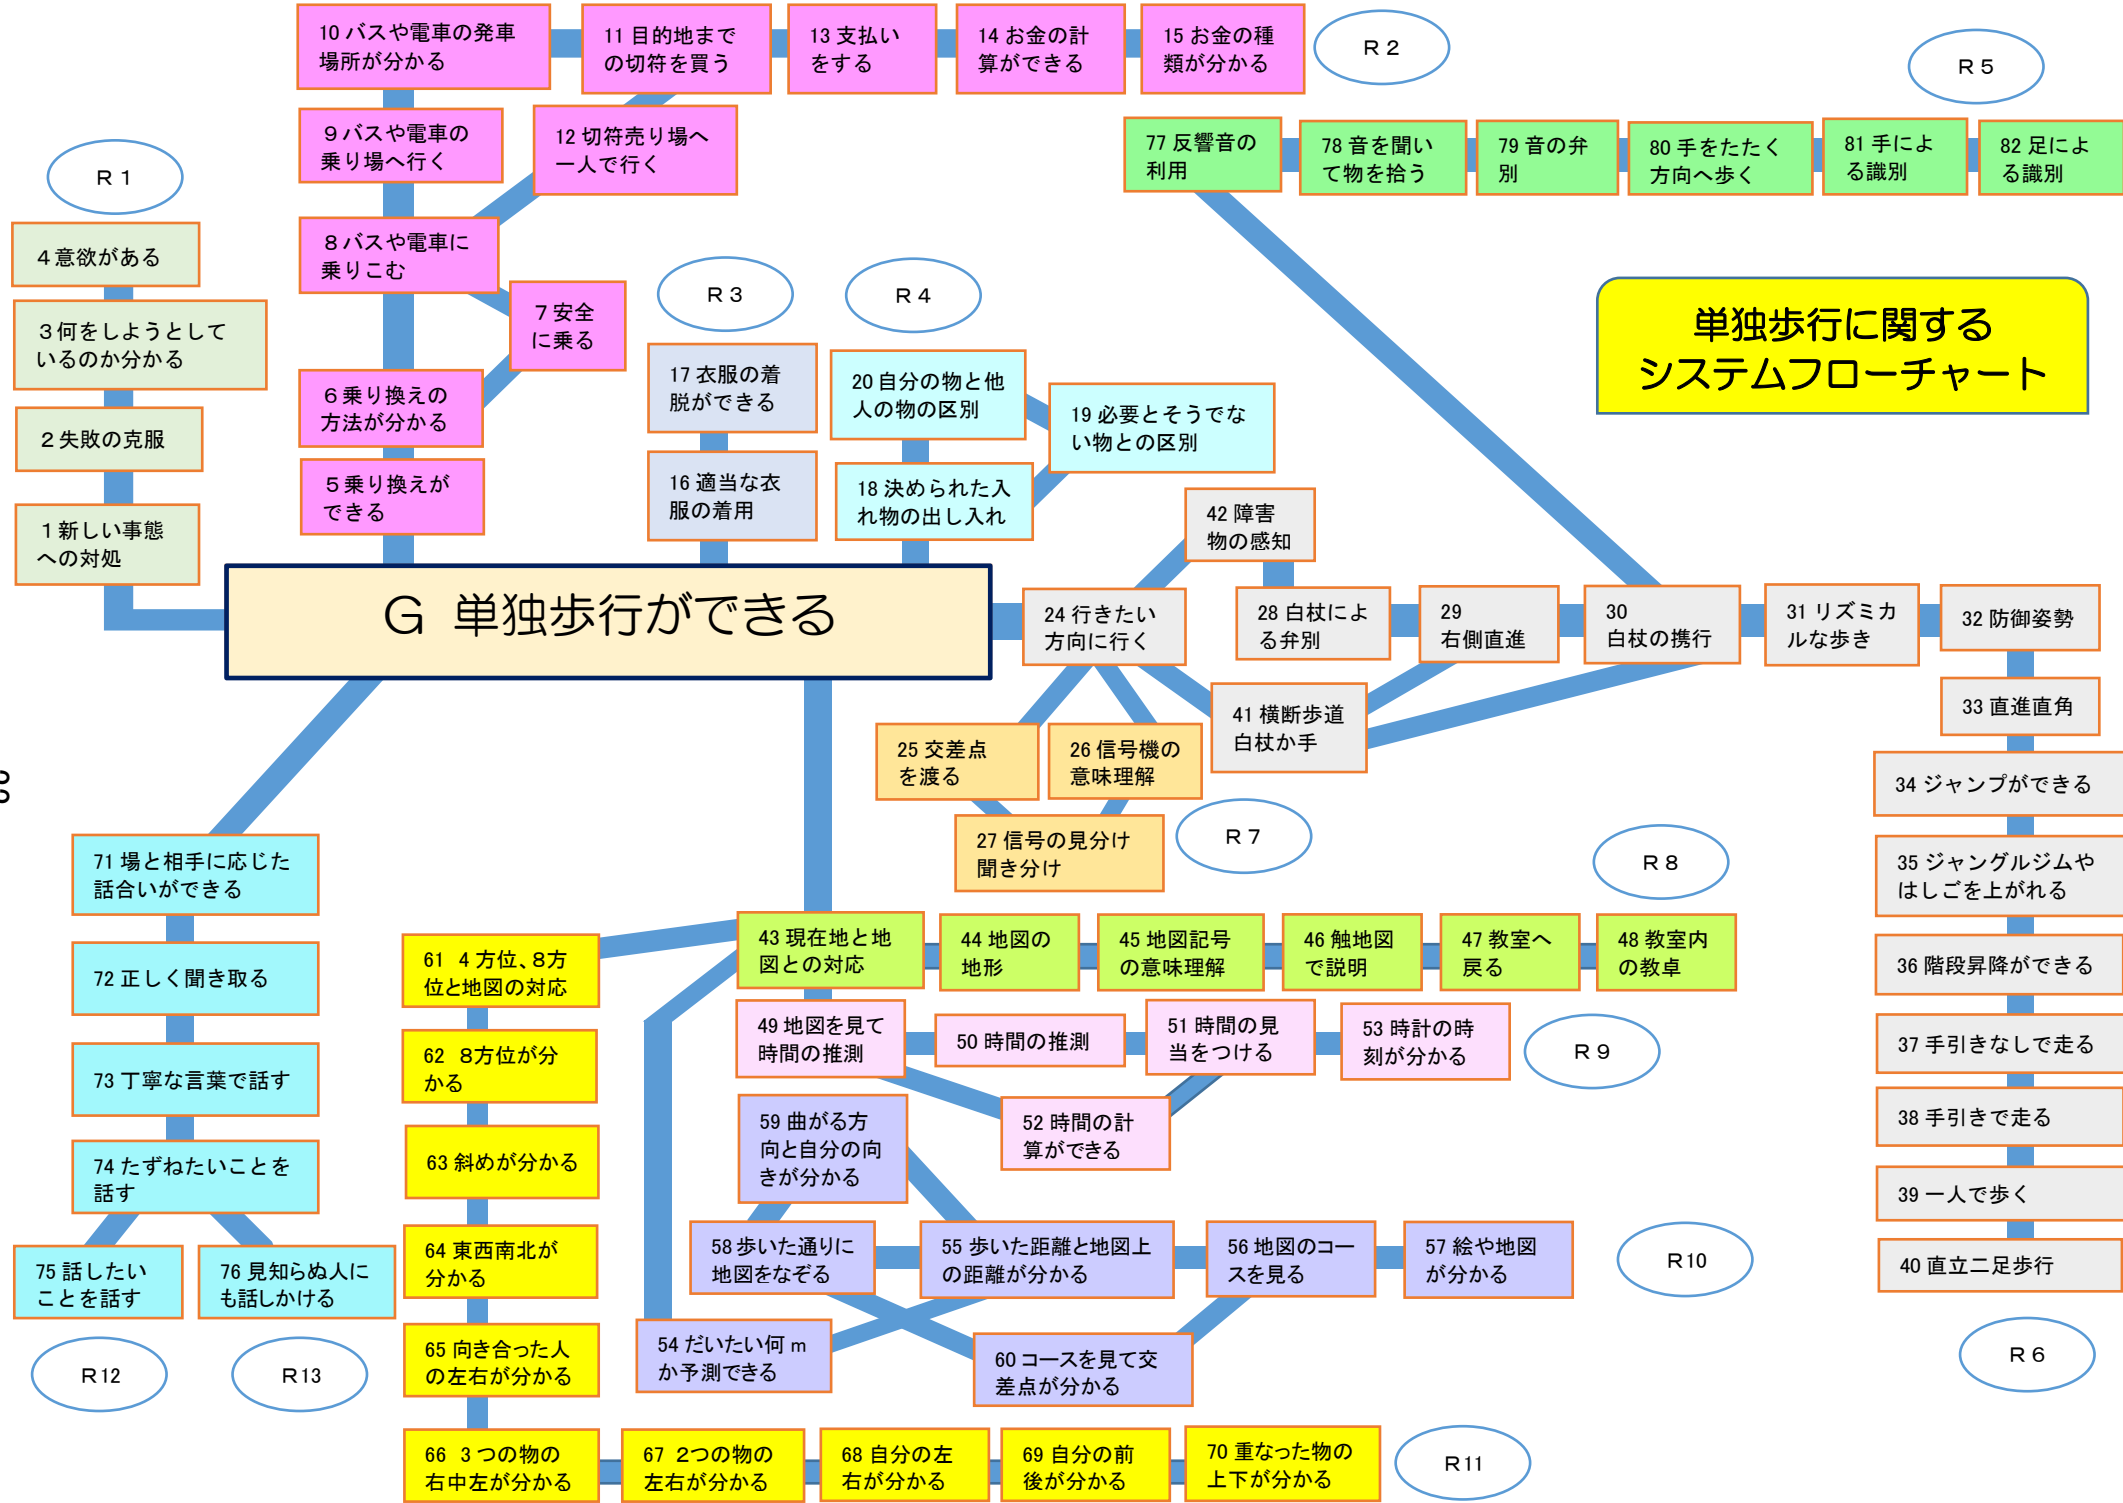 10 バスや電車の発車
場所が分かる
11 目的地まで
の切符を買う
13 支払い
をする
14 お金の計
算ができる
15 お金の種
類が分かる
R 2
R 5
9 バスや電車の
乗り場へ行く
12 切符売り場へ
一人で行く
77 反響音の
利用
78 音を聞い
て物を拾う
79 音の弁
別
80 手をたたく
方向へ歩く
81 手によ
る識別
82 足によ
る識別
R 1
4 意欲がある
3 何をしようとして
いるのか分かる
2 失敗の克服
1 新しい事態
への対処
8 バスや電車に
乗りこむ
7 安全
に乗る
6 乗り換えの
方法が分かる
5 乗り換えが
できる
R 3
17 衣服の着
脱ができる
16 適当な衣
服の着用
R 4
20 自分の物と他
人の物の区別
19 必要とそうでな
い物との区別
18 決められた入
れ物の出し入れ
単独歩行に関する
システムフローチャート
G 単独歩行ができる
42 障害
物の感知
24 行きたい
方向に行く
28 白杖によ
る弁別
29
右側直進
30
白杖の携行
31 リズミカ
ルな歩き
32 防御姿勢
33 直進直角
34 ジャンプができる
35 ジャングルジムや
はしごを上がれる
36 階段昇降ができる
37 手引きなしで走る
38 手引きで走る
39 一人で歩く
40 直立二足歩行
R 6
41 横断歩道
白杖か手
25 交差点
を渡る
26 信号機の
意味理解
27 信号の見分け
聞き分け
R 7
R 8
71 場と相手に応じた
話合いができる
72 正しく聞き取る
73 丁寧な言葉で話す
74 たずねたいことを
話す
75 話したい
ことを話す
76 見知らぬ人に
も話しかける
R12
R13
43 現在地と地
図との対応
44 地図の
地形
45 地図記号
の意味理解
46 触地図
で説明
47 教室へ
戻る
48 教室内
の教卓
49 地図を見て
時間の推測
50 時間の推測
51 時間の見
当をつける
53 時計の時
刻が分かる
R 9
52 時間の計
算ができる
59 曲がる方
向と自分の向
きが分かる
58 歩いた通りに
地図をなぞる
55 歩いた距離と地図上
の距離が分かる
56 地図のコー
スを見る
57 絵や地図
が分かる
R10
54 だいたい何 m
か予測できる
60 コースを見て交
差点が分かる
61 4 方位、8方
位と地図の対応
62 8方位が分
かる
63 斜めが分かる
64 東西南北が
分かる
65 向き合った人
の左右が分かる
66 3 つの物の
右中左が分かる
67 2つの物の
左右が分かる
68 自分の左
右が分かる
69 自分の前
後が分かる
70 重なった物の
上下が分かる
R11